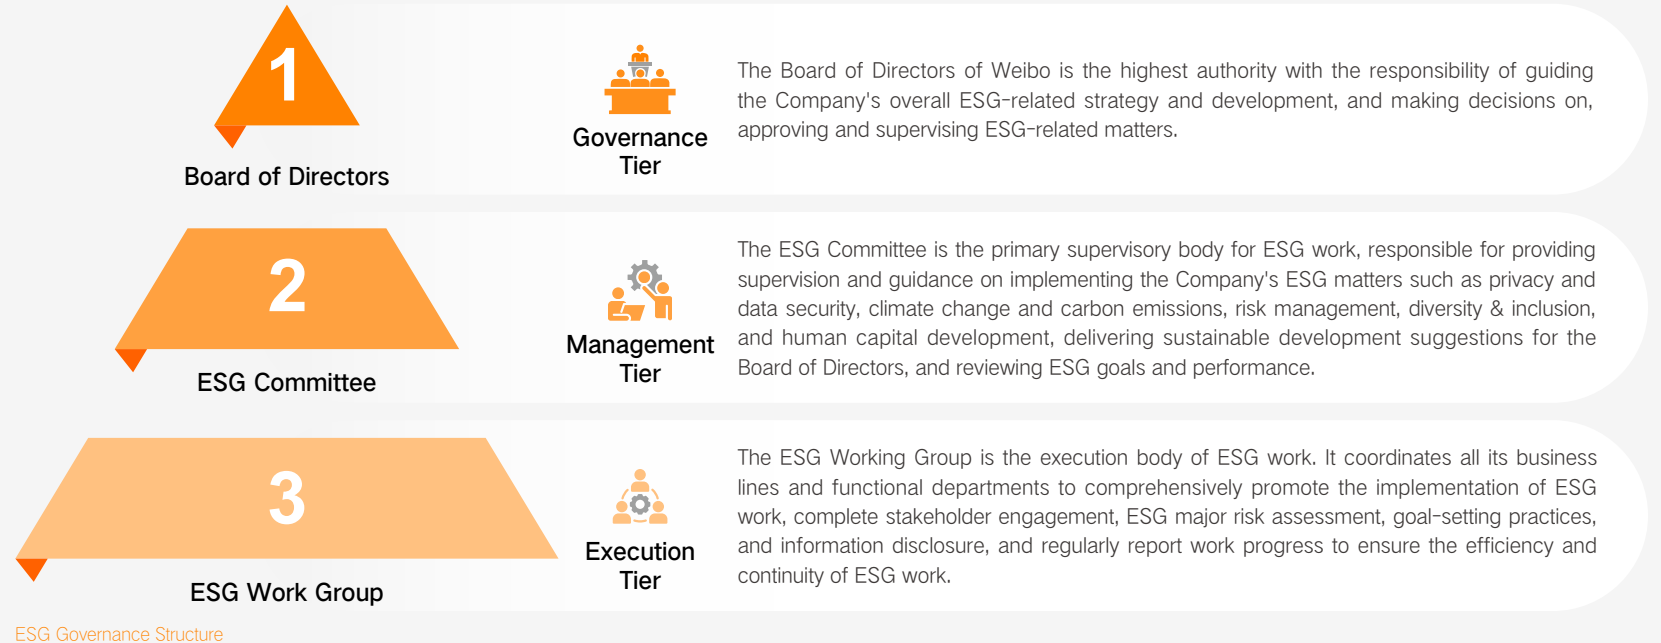 1
Board of Directors
Governance
Tier
The Board of Directors of Weibo is the highest authority with the responsibility of guiding
the Company's overall ESG-related strategy and development, and making decisions on,
approving and supervising ESG-related matters.
2
ESG Committee
Management
Tier
The ESG Committee is the primary supervisory body for ESG work, responsible for providing
supervision and guidance on implementing the Company's ESG matters such as privacy and
data security, climate change and carbon emissions, risk management, diversity & inclusion,
and human capital development, delivering sustainable development suggestions for the
Board of Directors, and reviewing ESG goals and performance.
3
ESG Work Group
Execution
Tier
The ESG Working Group is the execution body of ESG work. It coordinates all its business
lines and functional departments to comprehensively promote the implementation of ESG
work, complete stakeholder engagement, ESG major risk assessment, goal-setting practices,
and information disclosure, and regularly report work progress to ensure the efficiency and
continuity of ESG work.
ESG Governance Structure